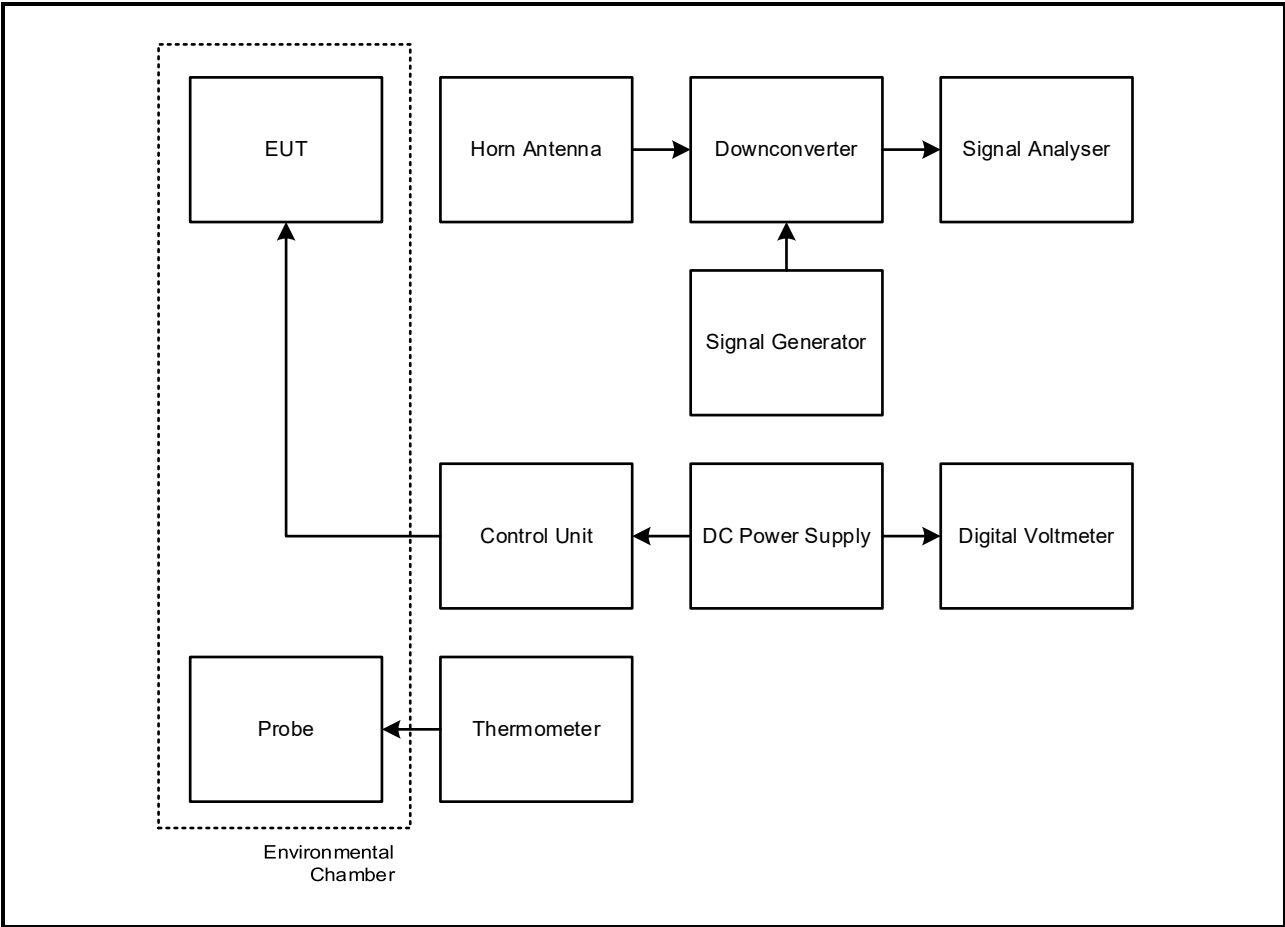 EUT
Horn Antenna
Downconverter
Signal Analyser
Signal Generator
Control Unit
DC Power Supply
Digital Voltmeter
Probe
Thermometer
Environmental
Chamber